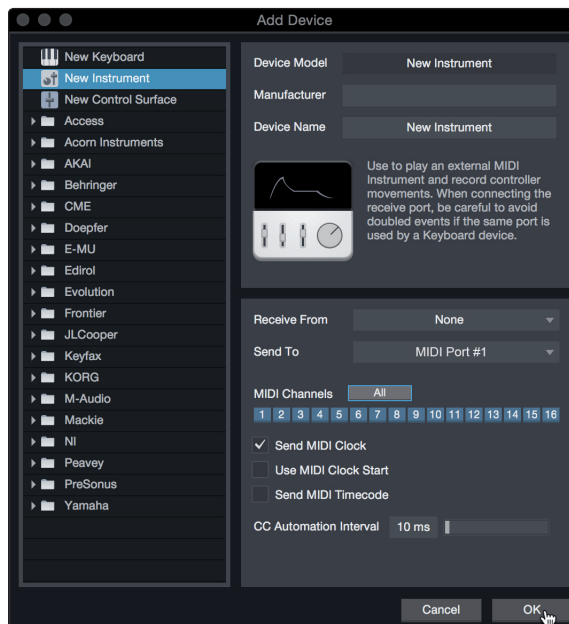 Add Device
New Keyboard
New Instrument
New Control Surface
Access
Acorn Instruments
AKAI
Behringer
CME
Doepfer
E-MU
Edirol
Evolution
Frontier
JLCooper
Keyfax
KORG
M-Audio
Mackie
NI
Peavey
PreSonus
Yamaha
Device Model New Instrument
Manufacturer
Device Name New Instrument
Use to play an external MIDI
Instrument and record controller
movements. When connecting the
receive port, be careful to avoid
doubled events if the same port is
used by a Keyboard device.
Receive From None
Send To MIDI Port #1
MIDI Channels All
1 2 3 4 5 6 7 8 9 10 11 12 13 14 15 16
Send MIDI Clock
Use MIDI Clock Start
Send MIDI Timecode
CC Automation Interval 10 ms
Cancel OK